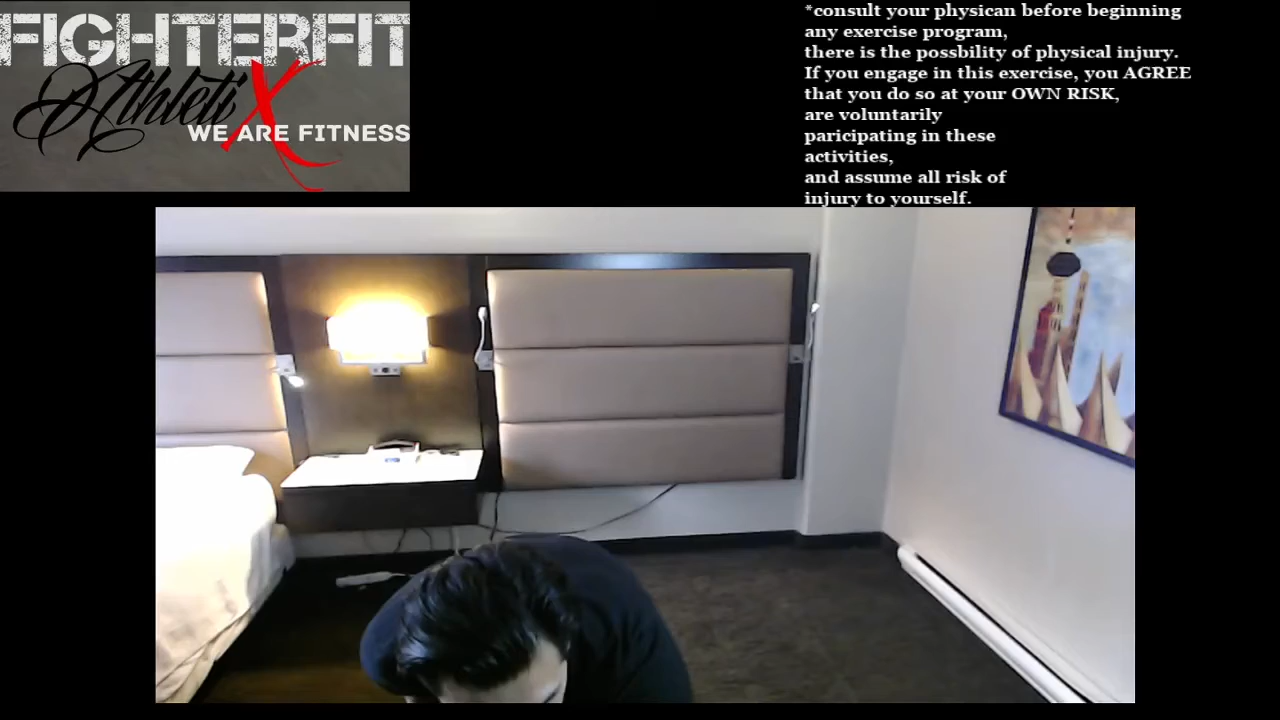 FIGHTERFIT
AthletiX
WE ARE FITNESS
*consult your physican before beginning
any exercise program,
there is the possbility of physical injury.
If you engage in this exercise, you AGREE
that you do so at your OWN RISK,
are voluntarily
paricipating in these
activities,
and assume all risk of
injury to yourself.